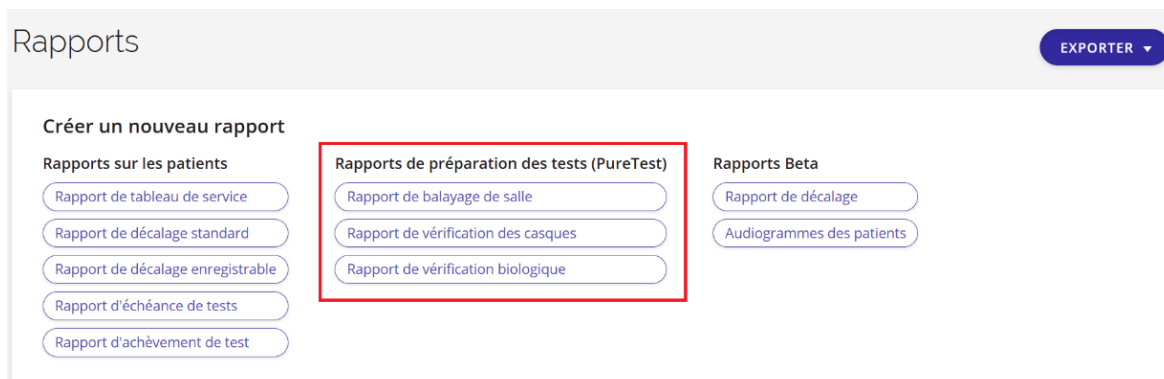 Rapports
EXPORTER
Créer un nouveau rapport
Rapports sur les patients
Rapport de tableau de service
Rapport de décalage standard
Rapport de décalage enregistrable
Rapport d'échéance de tests
Rapport d'achèvement de test
Rapports de préparation des tests (PureTest)
Rapport de balayage de salle
Rapport de vérification des casques
Rapport de vérification biologique
Rapports Beta
Rapport de décalage
Audiogrammes des patients